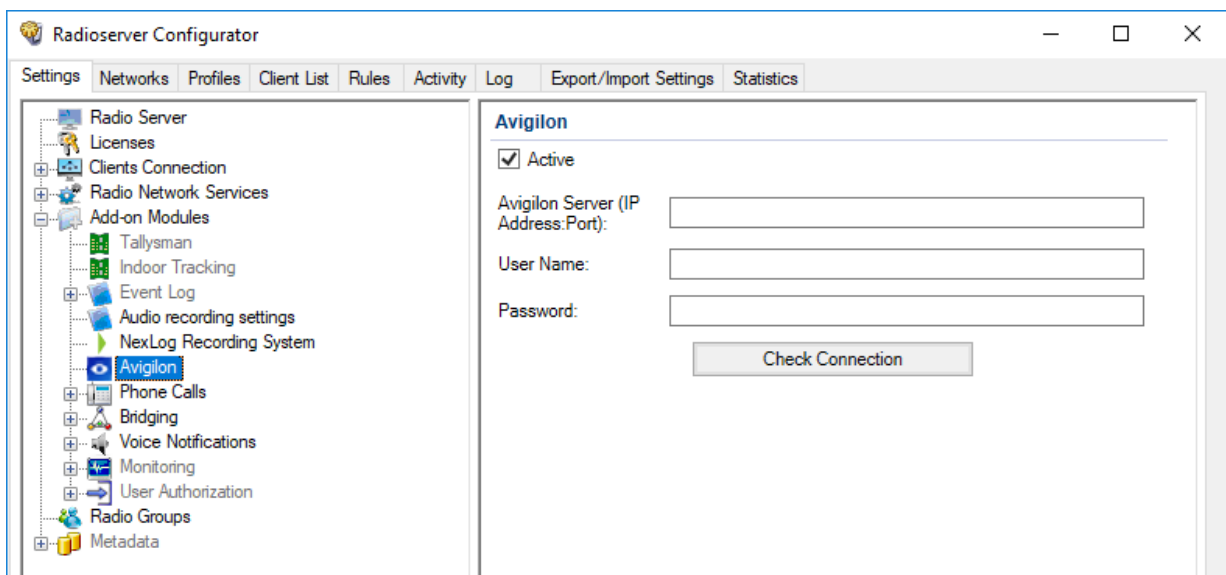 Radioserver Configurator
Settings Networks Profiles Client List Rules Activity Log Export/Import Settings Statistics
Radio Server
Licenses
Clients Connection
Radio Network Services
Add-on Modules
Tallysman
Indoor Tracking
Event Log
Audio recording settings
NexLog Recording System
Avigilon
Phone Calls
Bridging
Voice Notifications
Monitoring
User Authorization
Radio Groups
Metadata
Avigilon
Active
Avigilon Server (IP
Address:Port):
User Name:
Password:
Check Connection